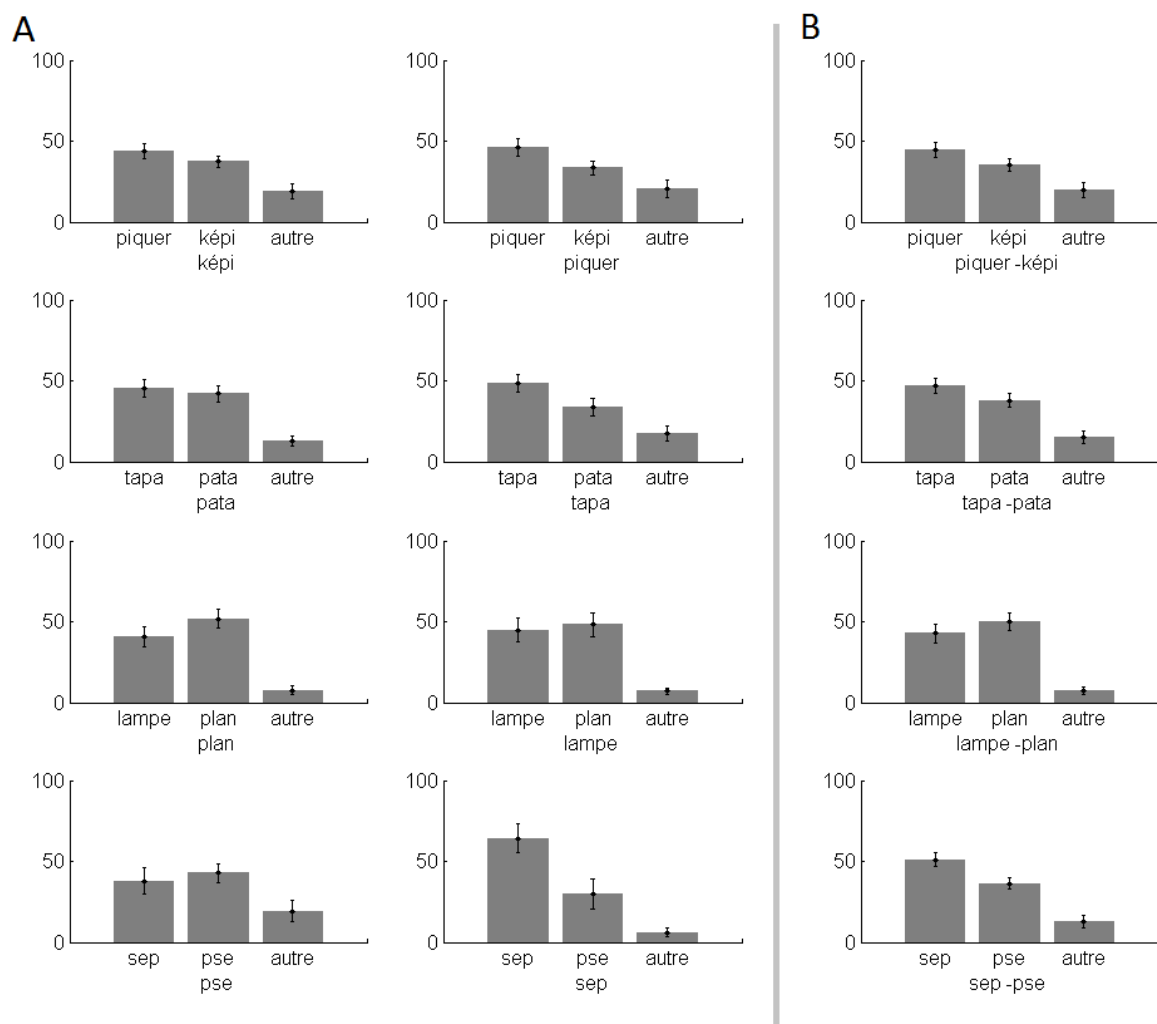 A
B
100
50
0
piquer képi autre
képi
100
50
0
piquer képi autre
piquer
100
50
0
piquer képi autre
piquer -képi
100
50
0
tapa pata autre
pata
100
50
0
tapa pata autre
tapa
100
50
0
tapa pata autre
tapa -pata
100
50
0
lampe plan autre
plan
100
50
0
lampe plan autre
lampe
100
50
0
lampe plan autre
lampe -plan
100
50
0
sep pse autre
pse
100
50
0
sep pse autre
sep
100
50
0
sep pse autre
sep -pse